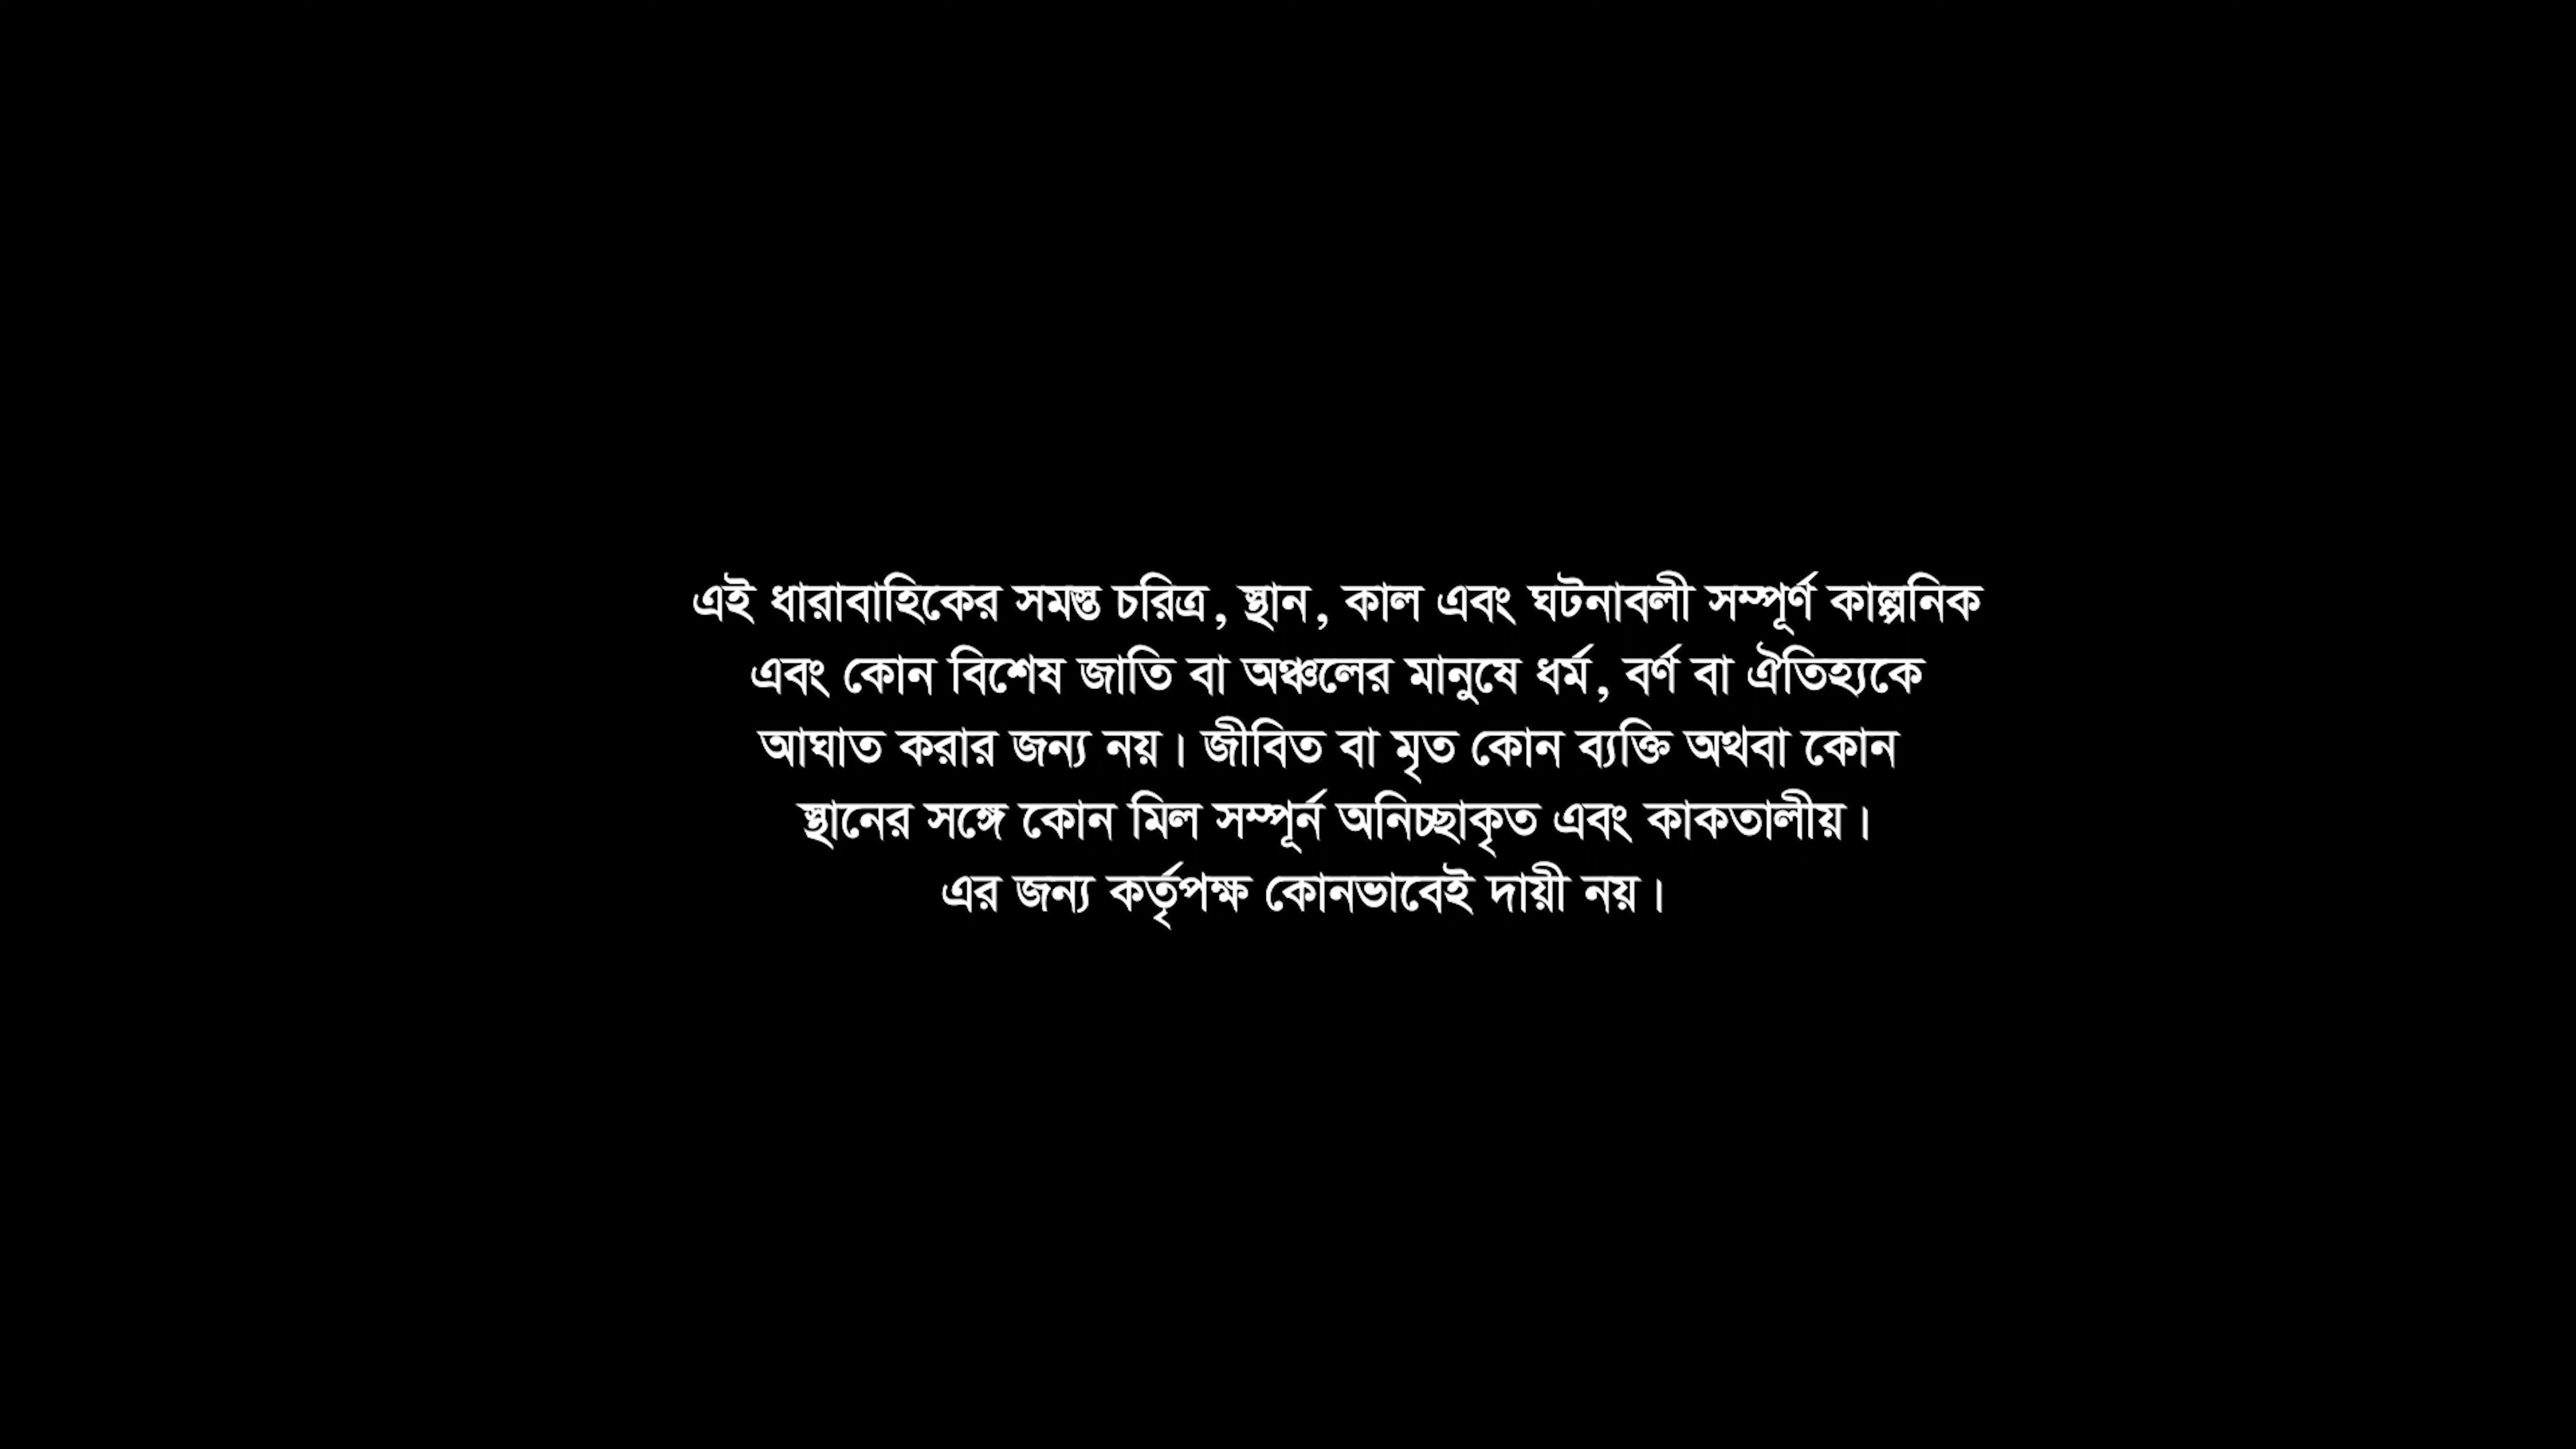 এই ধারাবাহিকের সমস্ত চরিত্র, স্থান, কাল এবং ঘটনাবলী সম্পূর্ণ কাল্পনিক
এবং কোন বিশেষ জাতি বা অঞ্চলের মানুষে ধর্ম, বর্ণ বা ঐতিহ্যকে
আঘাত করার জন্য নয়। জীবিত বা মৃত কোন ব্যক্তি অথবা কোন
স্থানের সঙ্গে কোন মিল সম্পূর্ন অনিচ্ছাকৃত এবং কাকতালীয়।
এর জন্য কর্তৃপক্ষ কোনভাবেই দায়ী নয়।